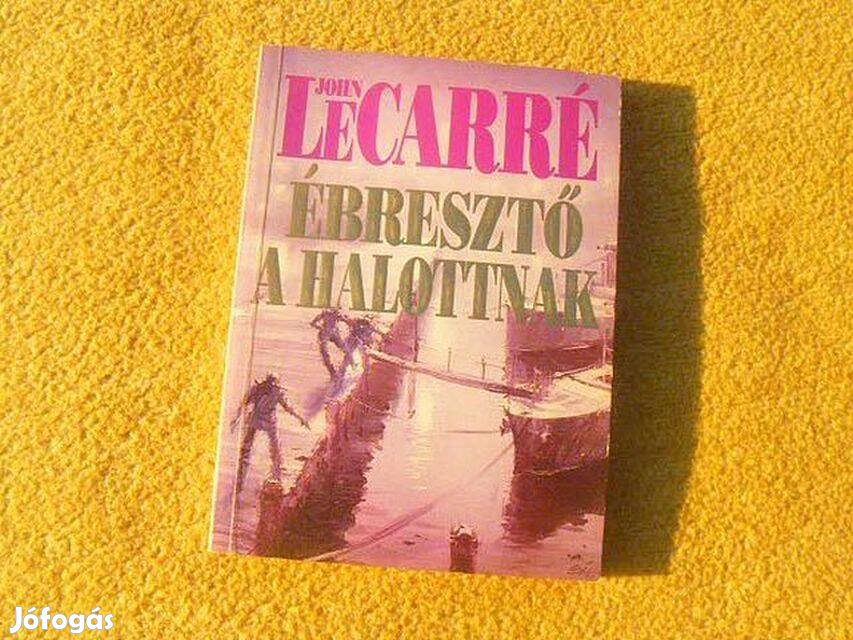 JOHN
LECARRÉ
ÉBRESZTŐ
A HALOTTNAK
Jófogás